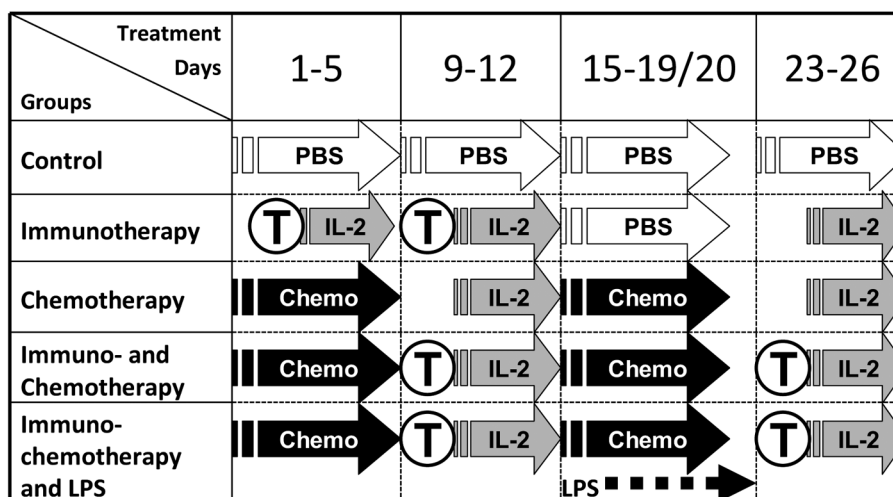 Treatment
Days
Groups
1-5
9-12
15-19/20
23-26
Control
PBS
PBS
PBS
PBS
Immunotherapy
T
IL-2
T
IL-2
PBS
IL-2
Chemotherapy
Chemo
IL-2
Chemo
IL-2
Immuno- and
Chemotherapy
Chemo
T
IL-2
Chemo
T
IL-2
Immuno-
chemotherapy
and LPS
Chemo
T
IL-2
Chemo
T
IL-2
LPS